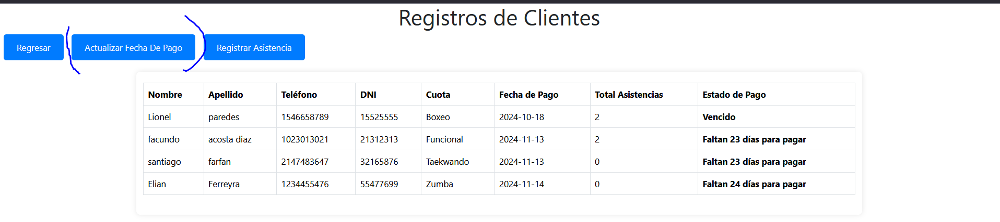 Registros de Clientes
Regresar Actualizar Fecha De Pago Registrar Asistencia
Nombre Apellido Teléfono DNI Cuota Fecha de Pago Total Asistencias Estado de Pago
Lionel paredes 1546658789 15525555 Boxeo 2024-10-18 2 Vencido
facundo acosta diaz 1023013021 21312313 Funcional 2024-11-13 2 Faltan 23 días para pagar
santiago farfan 2147483647 32165876 Taekwando 2024-11-13 0 Faltan 23 días para pagar
Elian Ferreyra 1234455476 55477699 Zumba 2024-11-14 0 Faltan 24 días para pagar